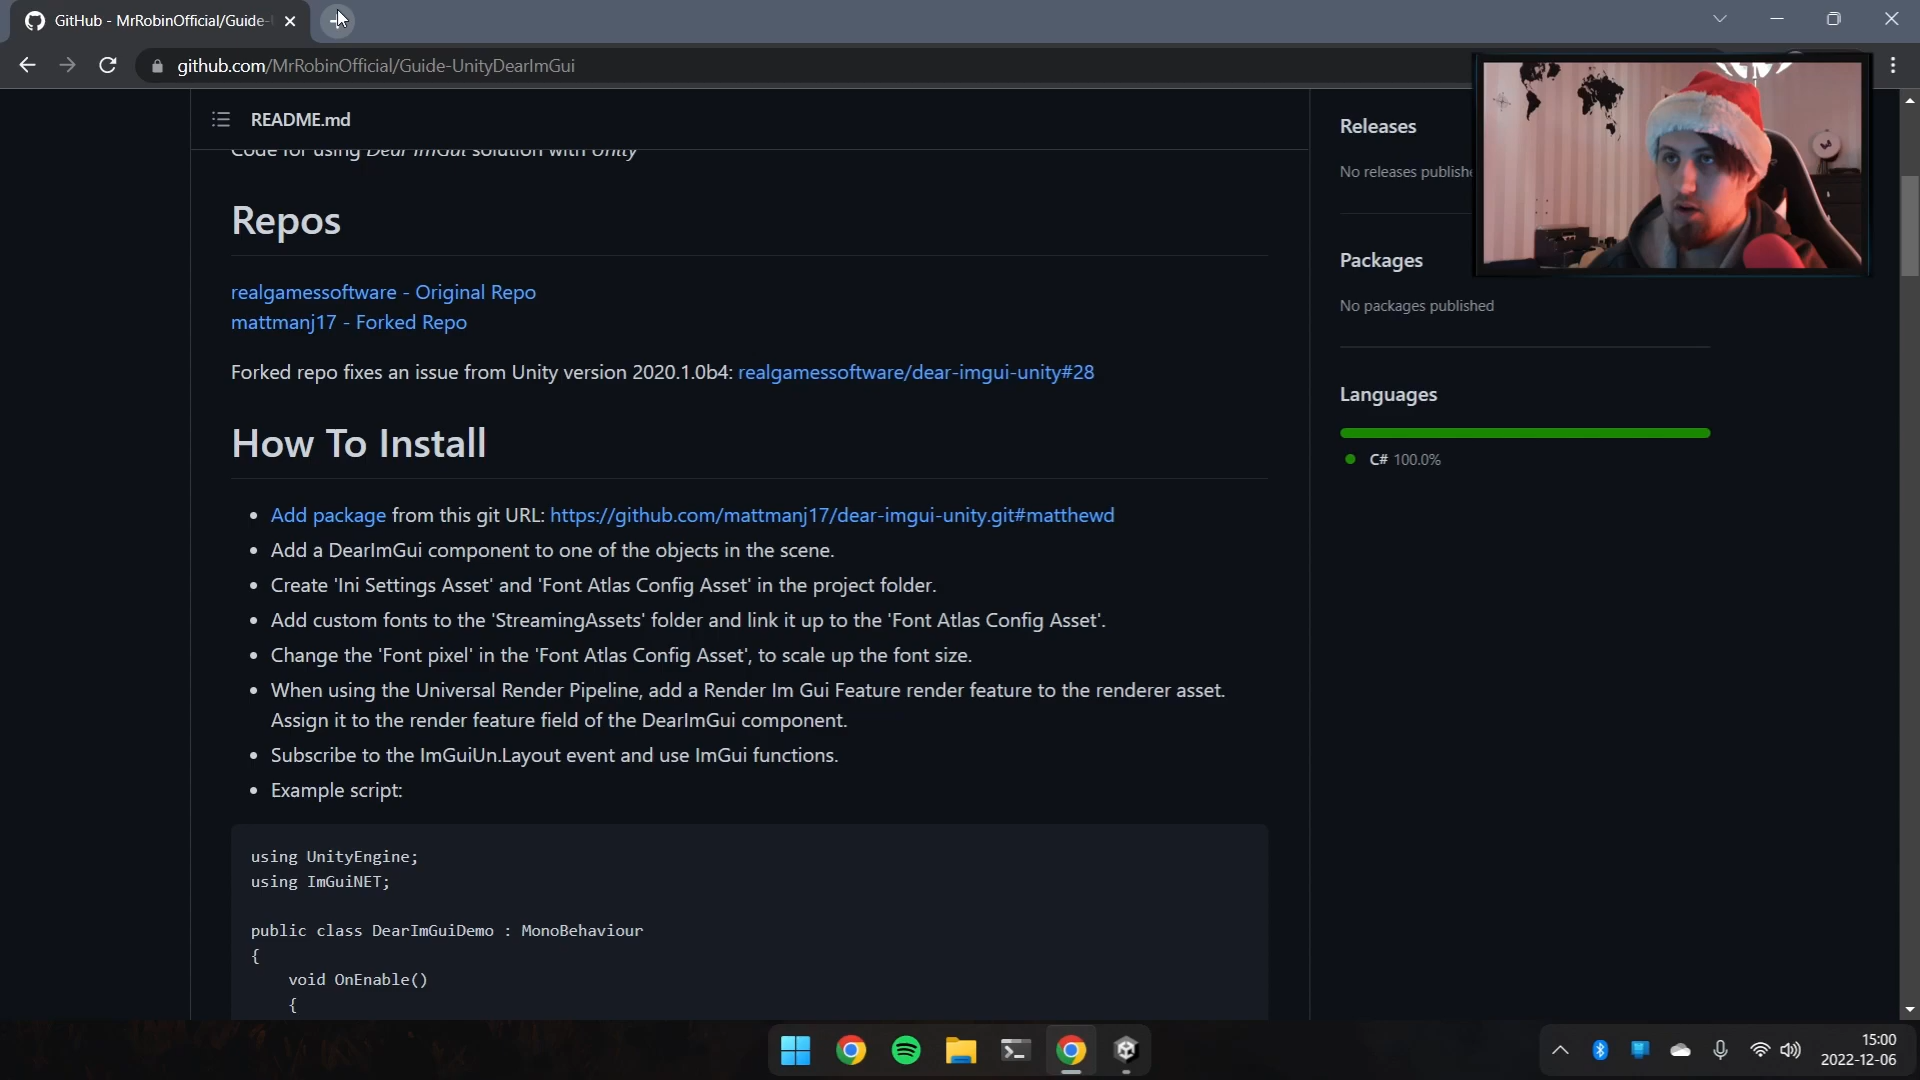 GitHub - MrRobinOfficial/Guide-
github.com/MrRobinOfficial/Guide-UnityDearImGui
README.md
Code for using Dear ImGui solution with Unity
Repos
realgamessoftware - Original Repo
mattmanj17 - Forked Repo
Forked repo fixes an issue from Unity version 2020.1.0b4: realgamessoftware/dear-imgui-unity#28
How To Install
Add package from this git URL: https://github.com/mattmanj17/dear-imgui-unity.git#matthewd
Add a DearImGui component to one of the objects in the scene.
Create 'Ini Settings Asset' and 'Font Atlas Config Asset' in the project folder.
Add custom fonts to the 'StreamingAssets' folder and link it up to the 'Font Atlas Config Asset'.
Change the 'Font pixel' in the 'Font Atlas Config Asset', to scale up the font size.
When using the Universal Render Pipeline, add a Render Im Gui Feature render feature to the renderer asset.
Assign it to the render feature field of the DearImGui component.
Subscribe to the ImGuiUn.Layout event and use ImGui functions.
Example script:
using UnityEngine;
using ImGuiNET;
public class DearImGuiDemo : MonoBehaviour
{
void OnEnable()
{
Releases
No releases publishe
Packages
No packages published
Languages
C# 100.0%
15:00
2022-12-06